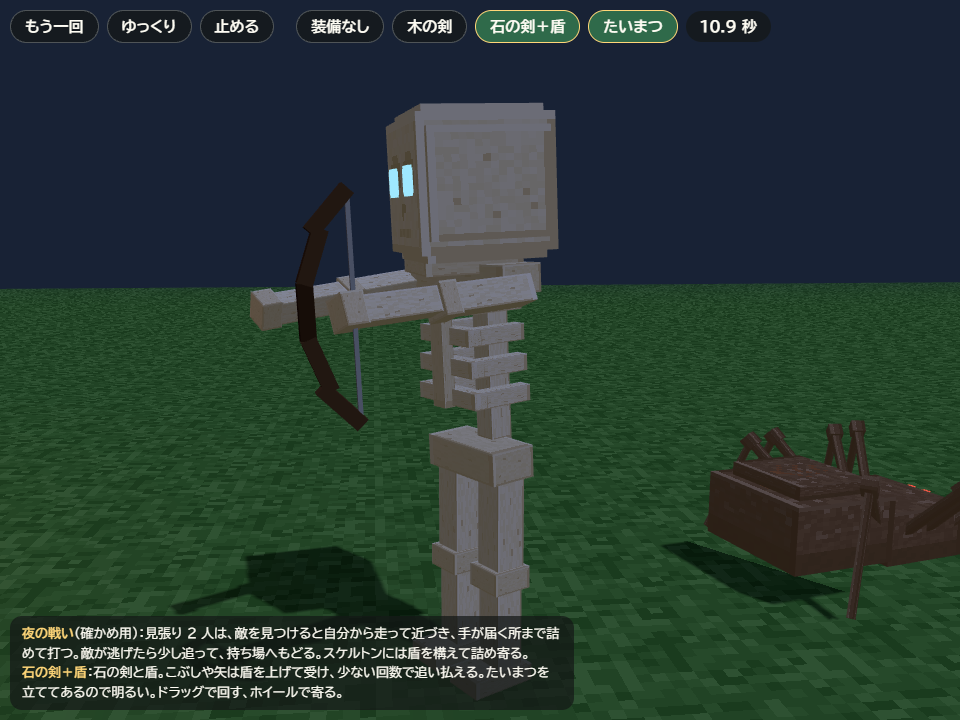 もう一回 ゆっくり 止める 装備なし 木の剣 石の剣＋盾 たいまつ 10.9 秒
夜の戦い（確かめ用）：見張り 2 人は、敵を見つけると自分から走って近づき、手が届く所まで詰
めて打つ。敵が逃げたら少し追って、持ち場へもどる。スケルトンには盾を構えて詰め寄る。
石の剣＋盾：石の剣と盾。こぶしや矢は盾を上げて受け、少ない回数で追い払える。たいまつを
立ててあるので明るい。ドラッグで回す、ホイールで寄る。